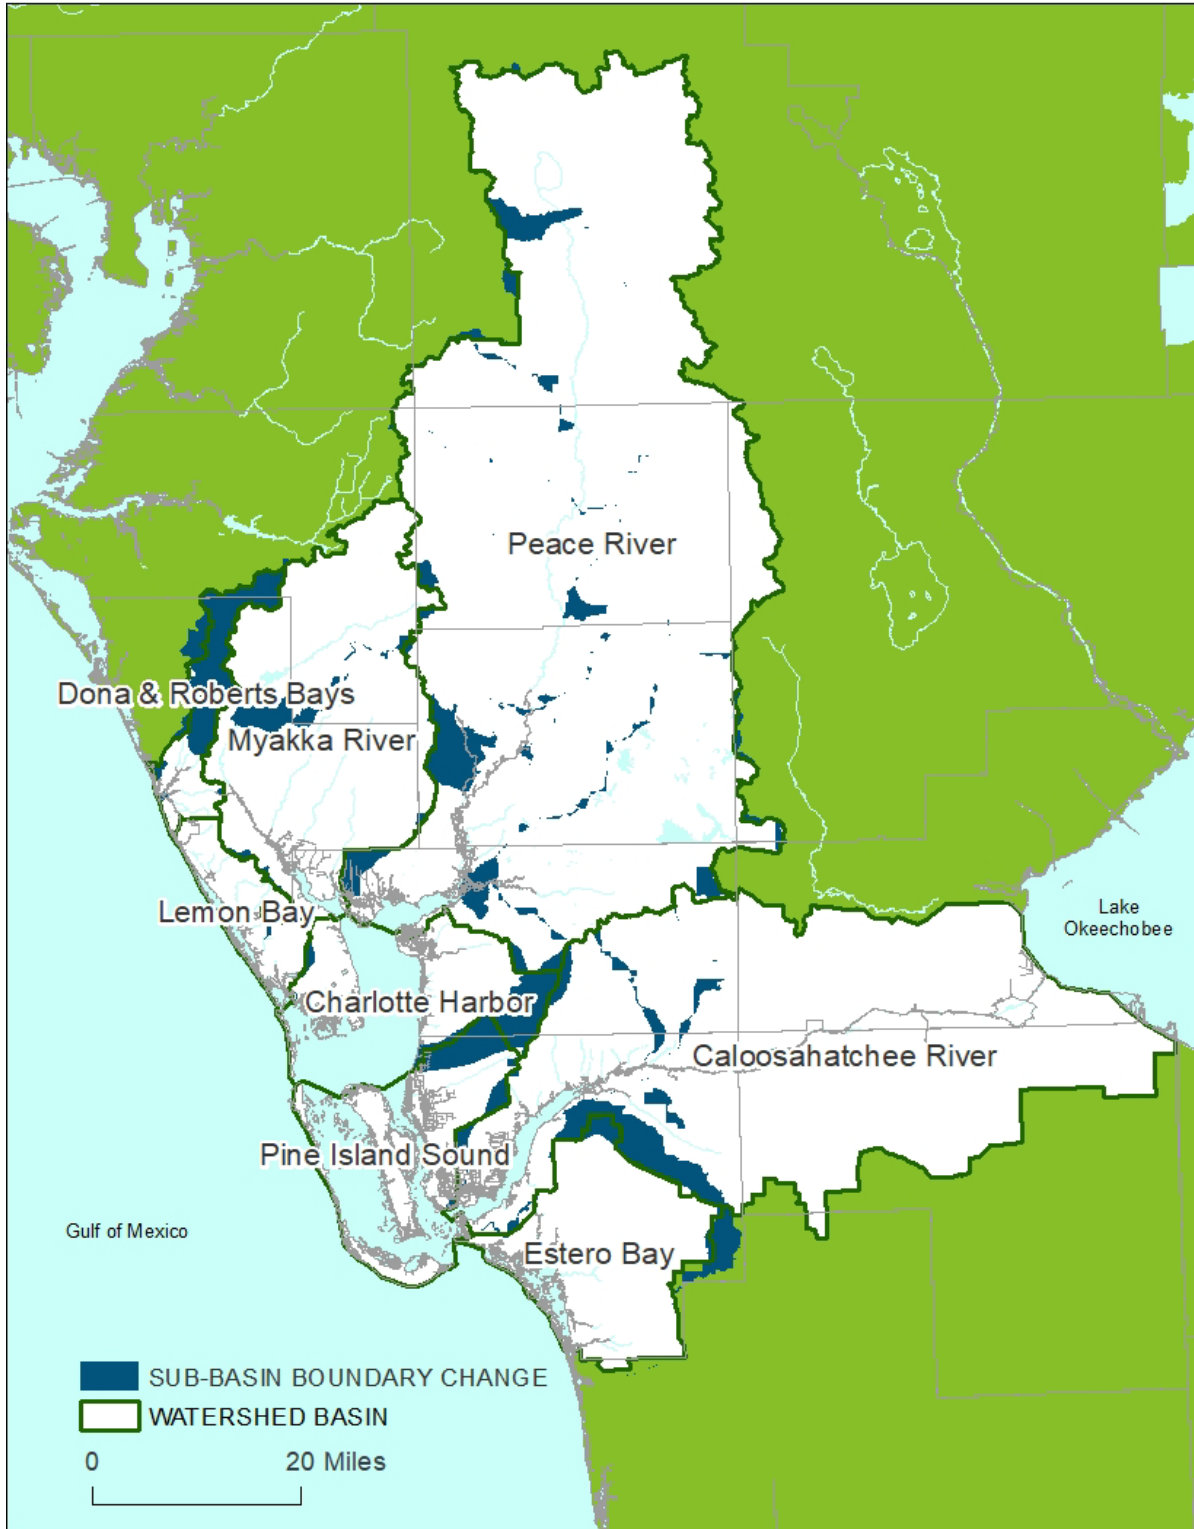 Peace River
Dona & Roberts Bays
Myakka River
Lemon Bay
Lake
Okeechobee
Charlotte Harbor
Caloosahatchee River
Pine Island Sound
Gulf of Mexico
Estero Bay
SUB-BASIN BOUNDARY CHANGE
WATERSHED BASIN
0 20 Miles